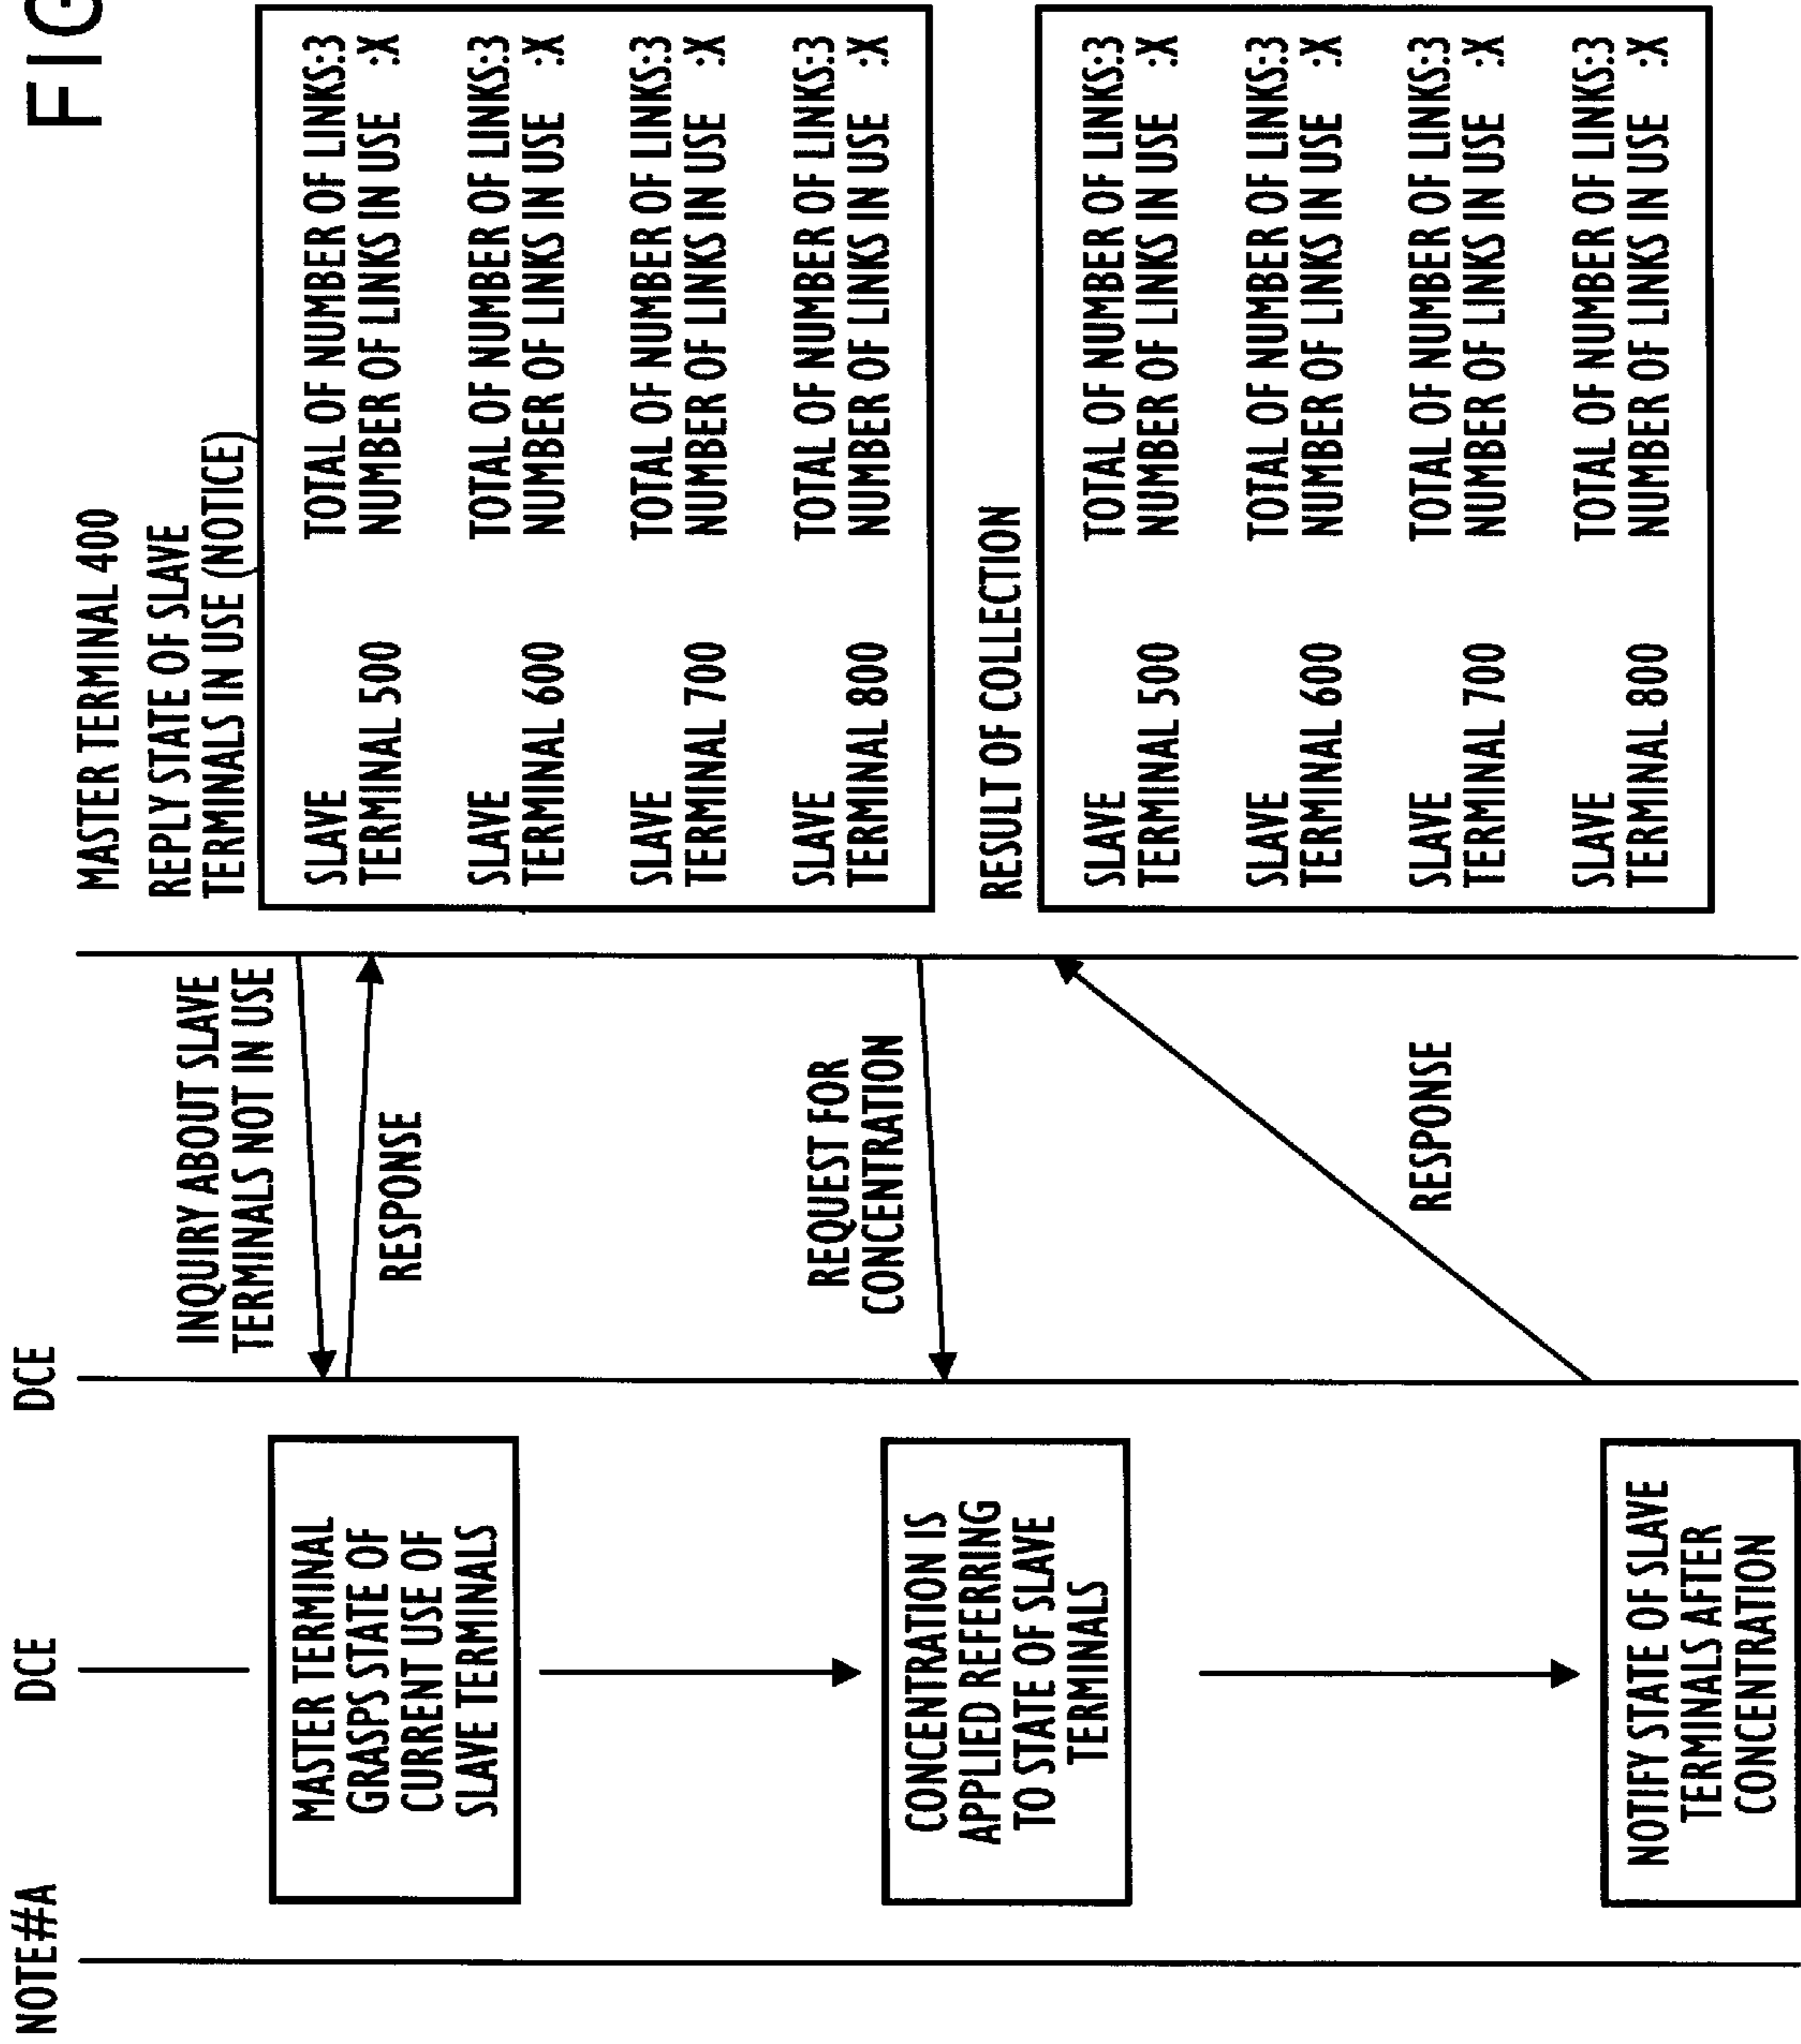 FIG
NOTE#A
DCE
DCE
MASTER TERMINAL 400
REPLY STATE OF SLAVE
TERMINALS IN USE (NOTICE)
INQUIRY ABOUT SLAVE
TERMINALS NOT IN USE
RESPONSE
MASTER TERMINAL
GRASPS STATE OF
CURRENT USE OF
SLAVE TERMINALS
SLAVE TOTAL OF NUMBER OF LINKS:3
TERMINAL 500 NUMBER OF LINKS IN USE :X
SLAVE TOTAL OF NUMBER OF LINKS:3
TERMINAL 600 NUMBER OF LINKS IN USE :X
SLAVE TOTAL OF NUMBER OF LINKS:3
TERMINAL 700 NUMBER OF LINKS IN USE :X
SLAVE TOTAL OF NUMBER OF LINKS:3
TERMINAL 800 NUMBER OF LINKS IN USE :X
REQUEST FOR
CONCENTRATION
CONCENTRATION IS
APPLIED REFERRING
TO STATE OF SLAVE
TERMINALS
RESULT OF COLLECTION
SLAVE TOTAL OF NUMBER OF LINKS:3
TERMINAL 500 NUMBER OF LINKS IN USE :X
SLAVE TOTAL OF NUMBER OF LINKS:3
TERMINAL 600 NUMBER OF LINKS IN USE :X
SLAVE TOTAL OF NUMBER OF LINKS:3
TERMINAL 700 NUMBER OF LINKS IN USE :X
SLAVE TOTAL OF NUMBER OF LINKS:3
TERMINAL 800 NUMBER OF LINKS IN USE :X
RESPONSE
NOTIFY STATE OF SLAVE
TERMINALS AFTER
CONCENTRATION